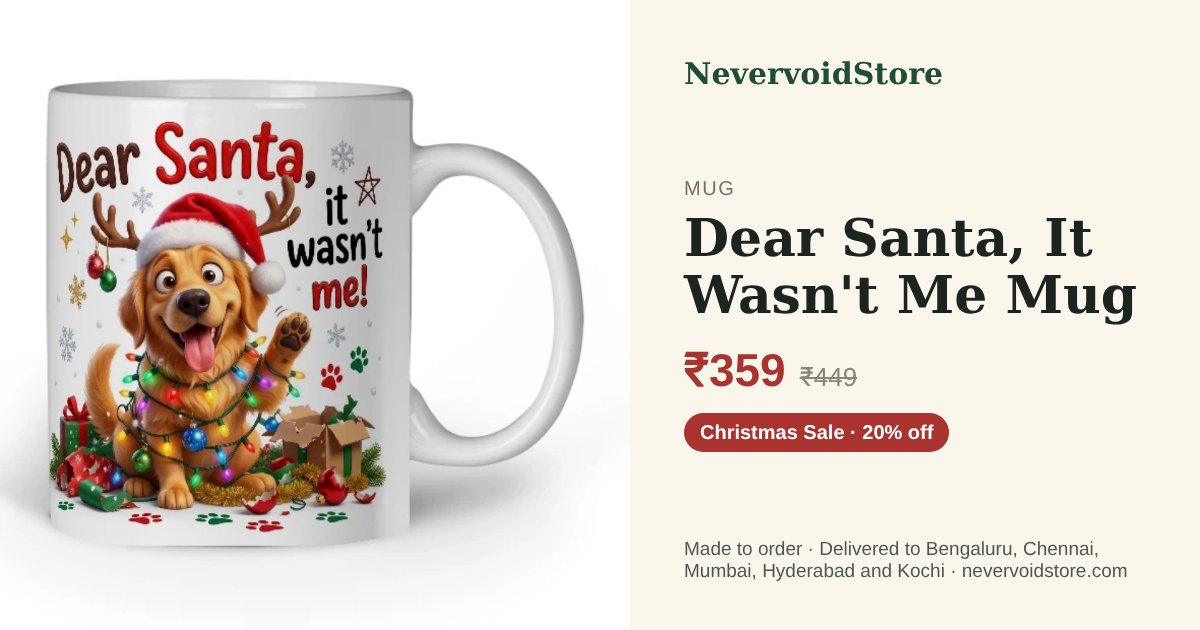 Dear Santa,
it
wasn't
me!
NevervoidStore
MUG
Dear Santa, It
Wasn't Me Mug
₹359 ₹449
Christmas Sale · 20% off
Made to order · Delivered to Bengaluru, Chennai,
Mumbai, Hyderabad and Kochi · nevervoidstore.com